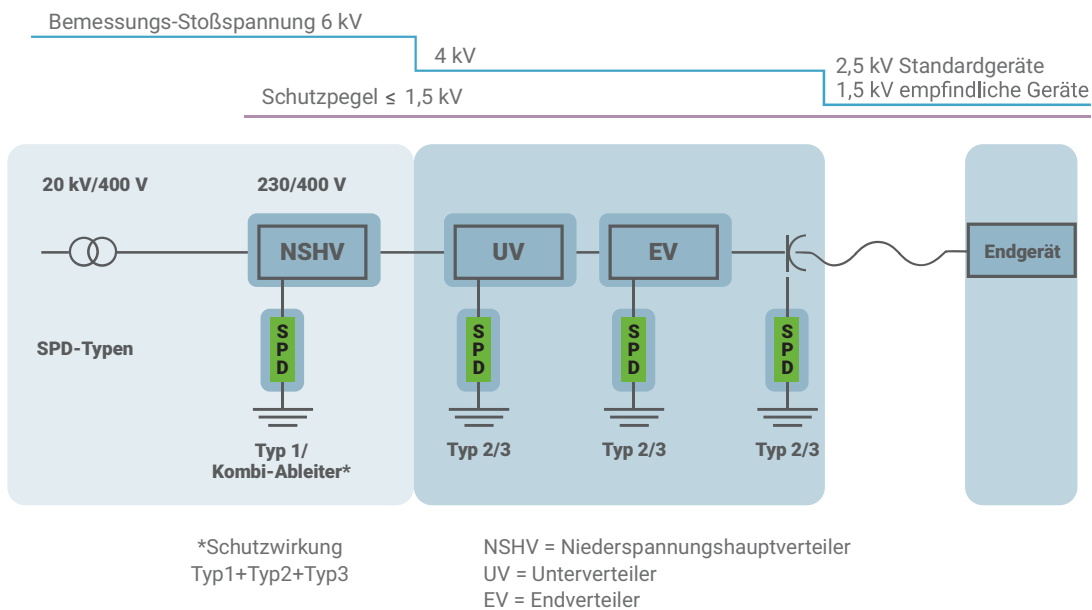 Bemessungs-Stoßspannung 6 kV
4 kV
2,5 kV Standardgeräte
1,5 kV empfindliche Geräte
Schutzpegel ≤ 1,5 kV
20 kV/400 V
230/400 V
NSHV
UV
EV
Endgerät
SPD-Typen
SPD
SPD
SPD
SPD
Typ 1/
Kombi-Ableiter*
Typ 2/3
Typ 2/3
Typ 2/3
*Schutzwirkung
Typ1+Typ2+Typ3
NSHV = Niederspannungshauptverteiler
UV = Unterverteiler
EV = Endverteiler